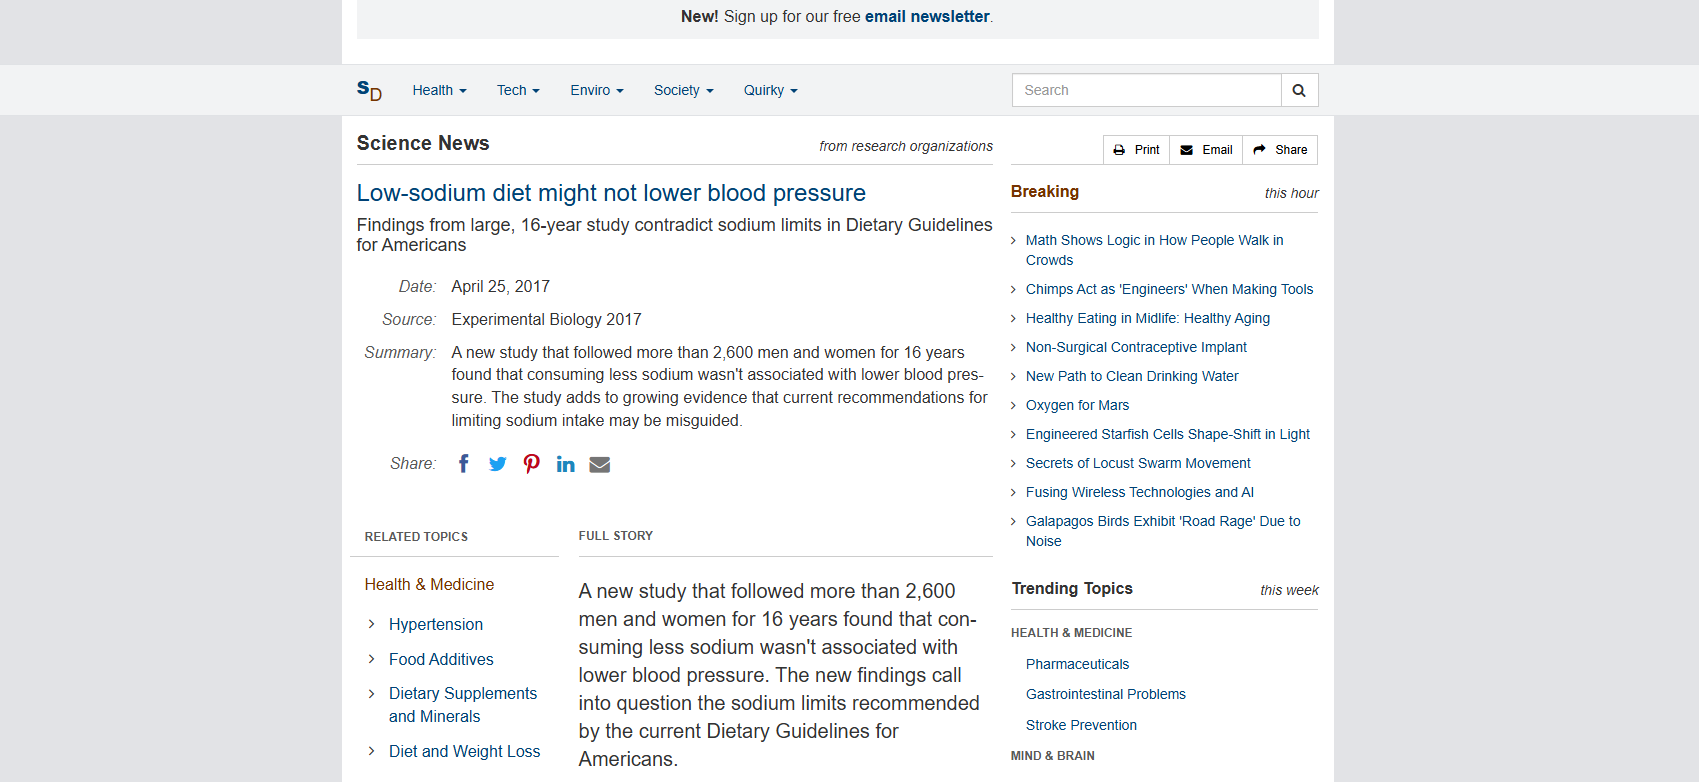 New! Sign up for our free email newsletter.
SD
Health
Tech
Enviro
Society
Quirky
Search
Science News
from research organizations
Low-sodium diet might not lower blood pressure
Findings from large, 16-year study contradict sodium limits in Dietary Guidelines
for Americans
Date: April 25, 2017
Source: Experimental Biology 2017
Summary: A new study that followed more than 2,600 men and women for 16 years
found that consuming less sodium wasn't associated with lower blood pres-
sure. The study adds to growing evidence that current recommendations for
limiting sodium intake may be misguided.
Share:
RELATED TOPICS
Health & Medicine
Hypertension
Food Additives
Dietary Supplements
and Minerals
Diet and Weight Loss
FULL STORY
A new study that followed more than 2,600
men and women for 16 years found that con-
suming less sodium wasn't associated with
lower blood pressure. The new findings call
into question the sodium limits recommended
by the current Dietary Guidelines for
Americans.
Print
Email
Share
Breaking
this hour
Math Shows Logic in How People Walk in
Crowds
Chimps Act as 'Engineers' When Making Tools
Healthy Eating in Midlife: Healthy Aging
Non-Surgical Contraceptive Implant
New Path to Clean Drinking Water
Oxygen for Mars
Engineered Starfish Cells Shape-Shift in Light
Secrets of Locust Swarm Movement
Fusing Wireless Technologies and AI
Galapagos Birds Exhibit 'Road Rage' Due to
Noise
Trending Topics
this week
HEALTH & MEDICINE
Pharmaceuticals
Gastrointestinal Problems
Stroke Prevention
MIND & BRAIN